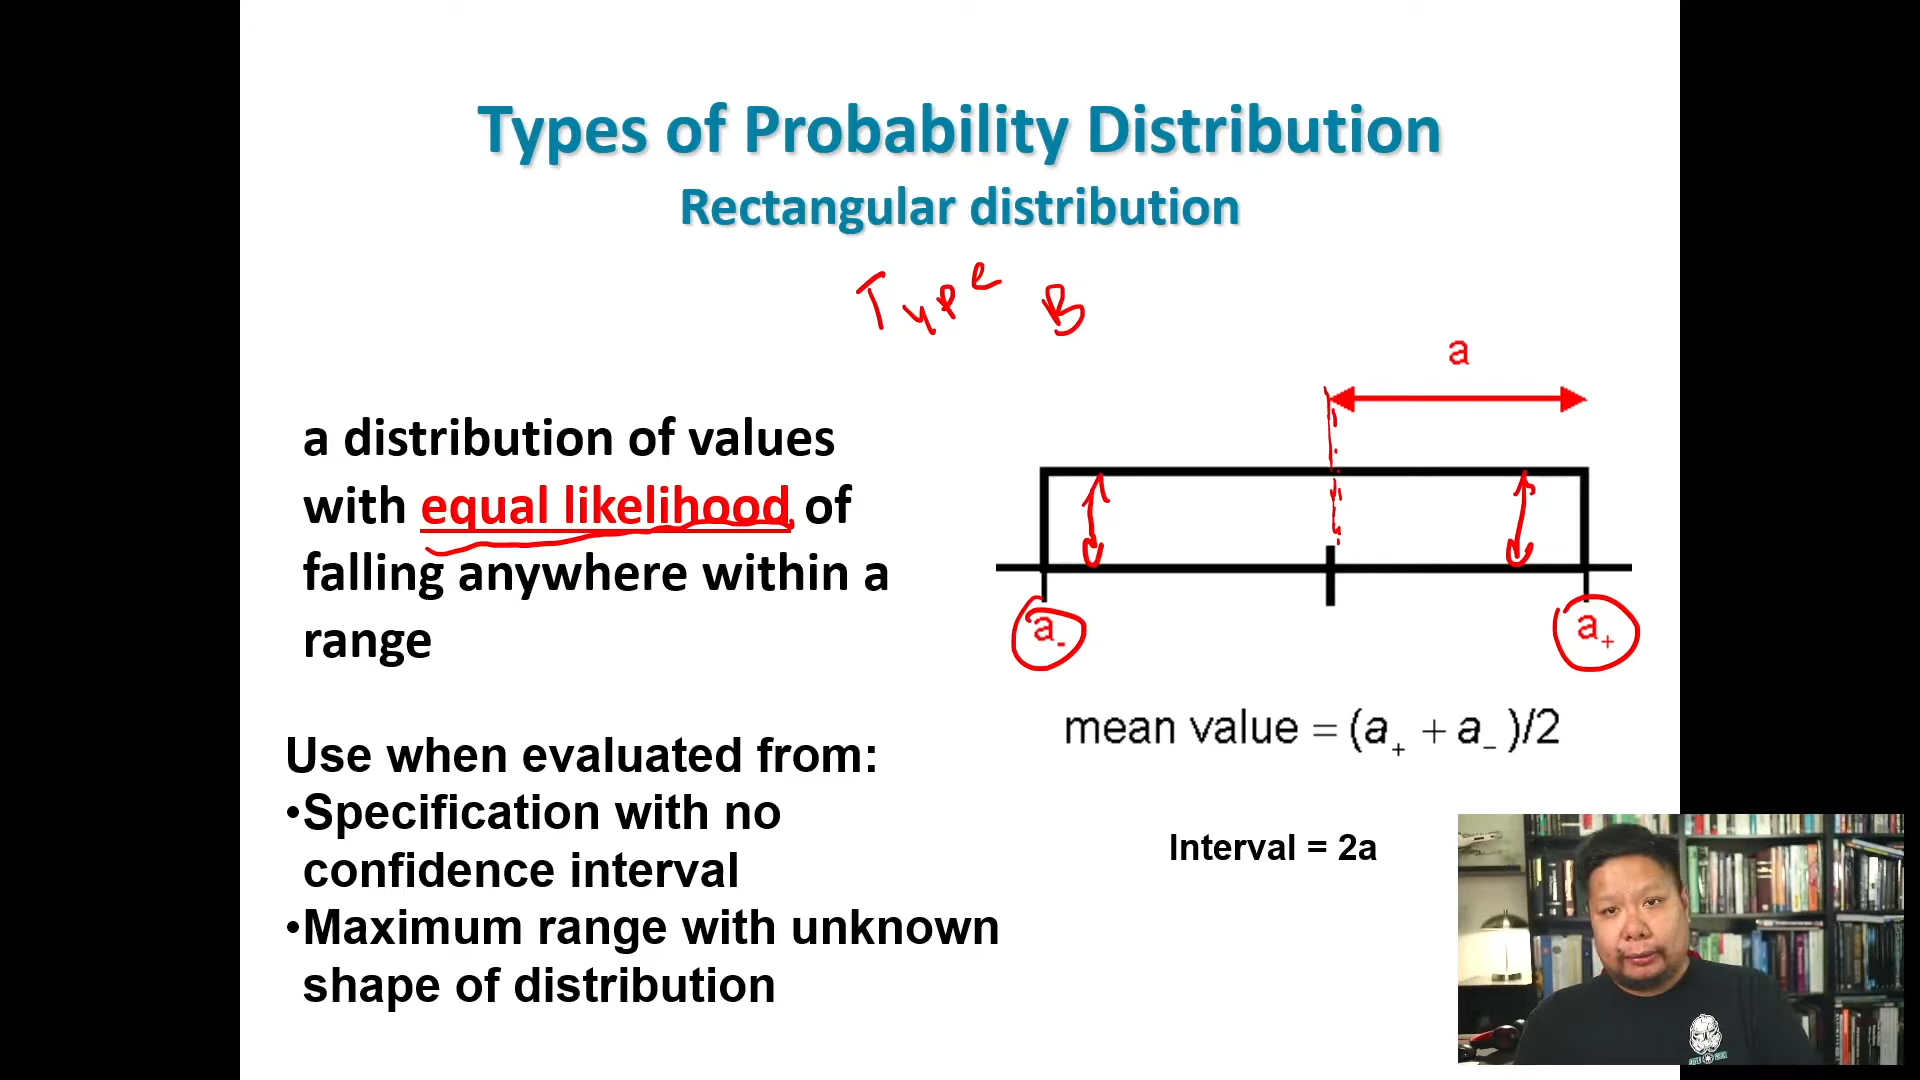 Types of Probability Distribution
Rectangular distribution
Type B
a
a distribution of values
with equal likelihood of
falling anywhere within a
range
a-
a+
mean value = (a+ + a-)/2
Use when evaluated from:
•Specification with no
confidence interval
•Maximum range with unknown
shape of distribution
Interval = 2a